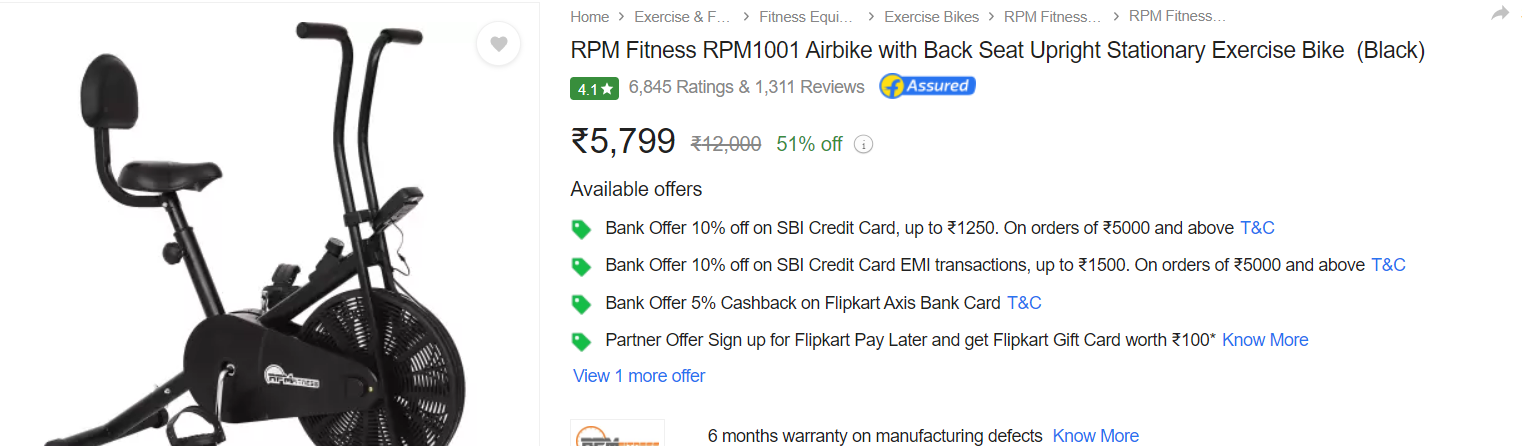 Home > Exercise & F... > Fitness Equi... > Exercise Bikes > RPM Fitness... > RPM Fitness...
RPM Fitness RPM1001 Airbike with Back Seat Upright Stationary Exercise Bike (Black)
4.1★ 6,845 Ratings & 1,311 Reviews f Assured
₹5,799 ₹12,000 51% off i
Available offers
Bank Offer 10% off on SBI Credit Card, up to ₹1250. On orders of ₹5000 and above T&C
Bank Offer 10% off on SBI Credit Card EMI transactions, up to ₹1500. On orders of ₹5000 and above T&C
Bank Offer 5% Cashback on Flipkart Axis Bank Card T&C
Partner Offer Sign up for Flipkart Pay Later and get Flipkart Gift Card worth ₹100* Know More
View 1 more offer
RPM FITNESS
6 months warranty on manufacturing defects Know More
RPM FITNESS